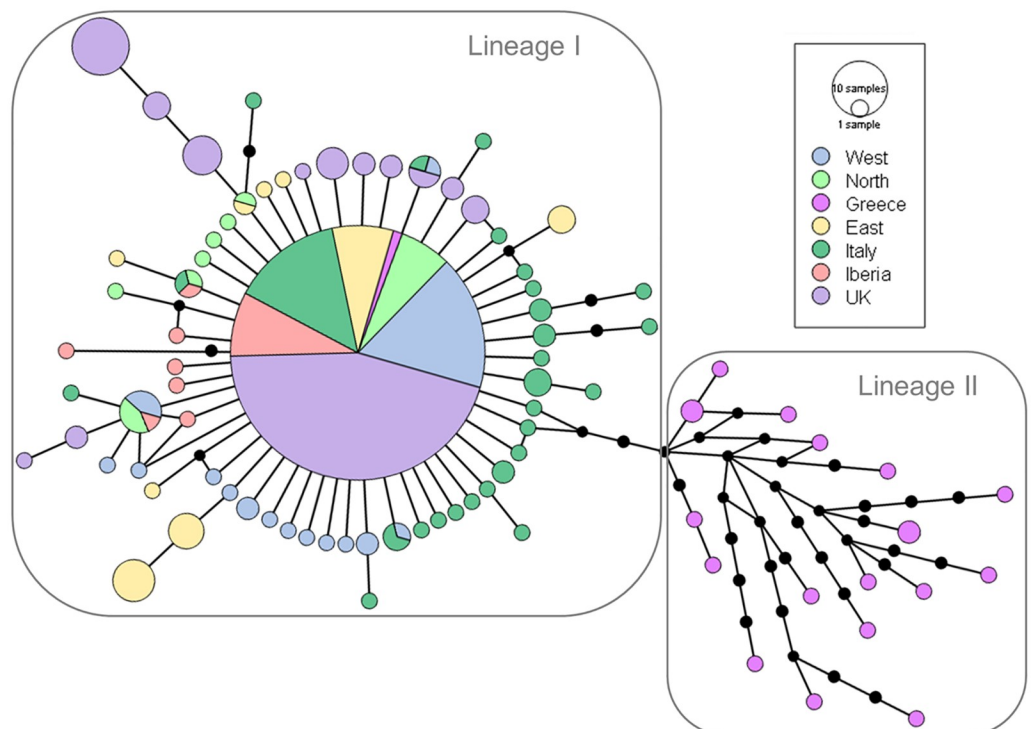 Lineage I
10 samples
1 sample
West
North
Greece
East
Italy
Iberia
UK
Lineage II